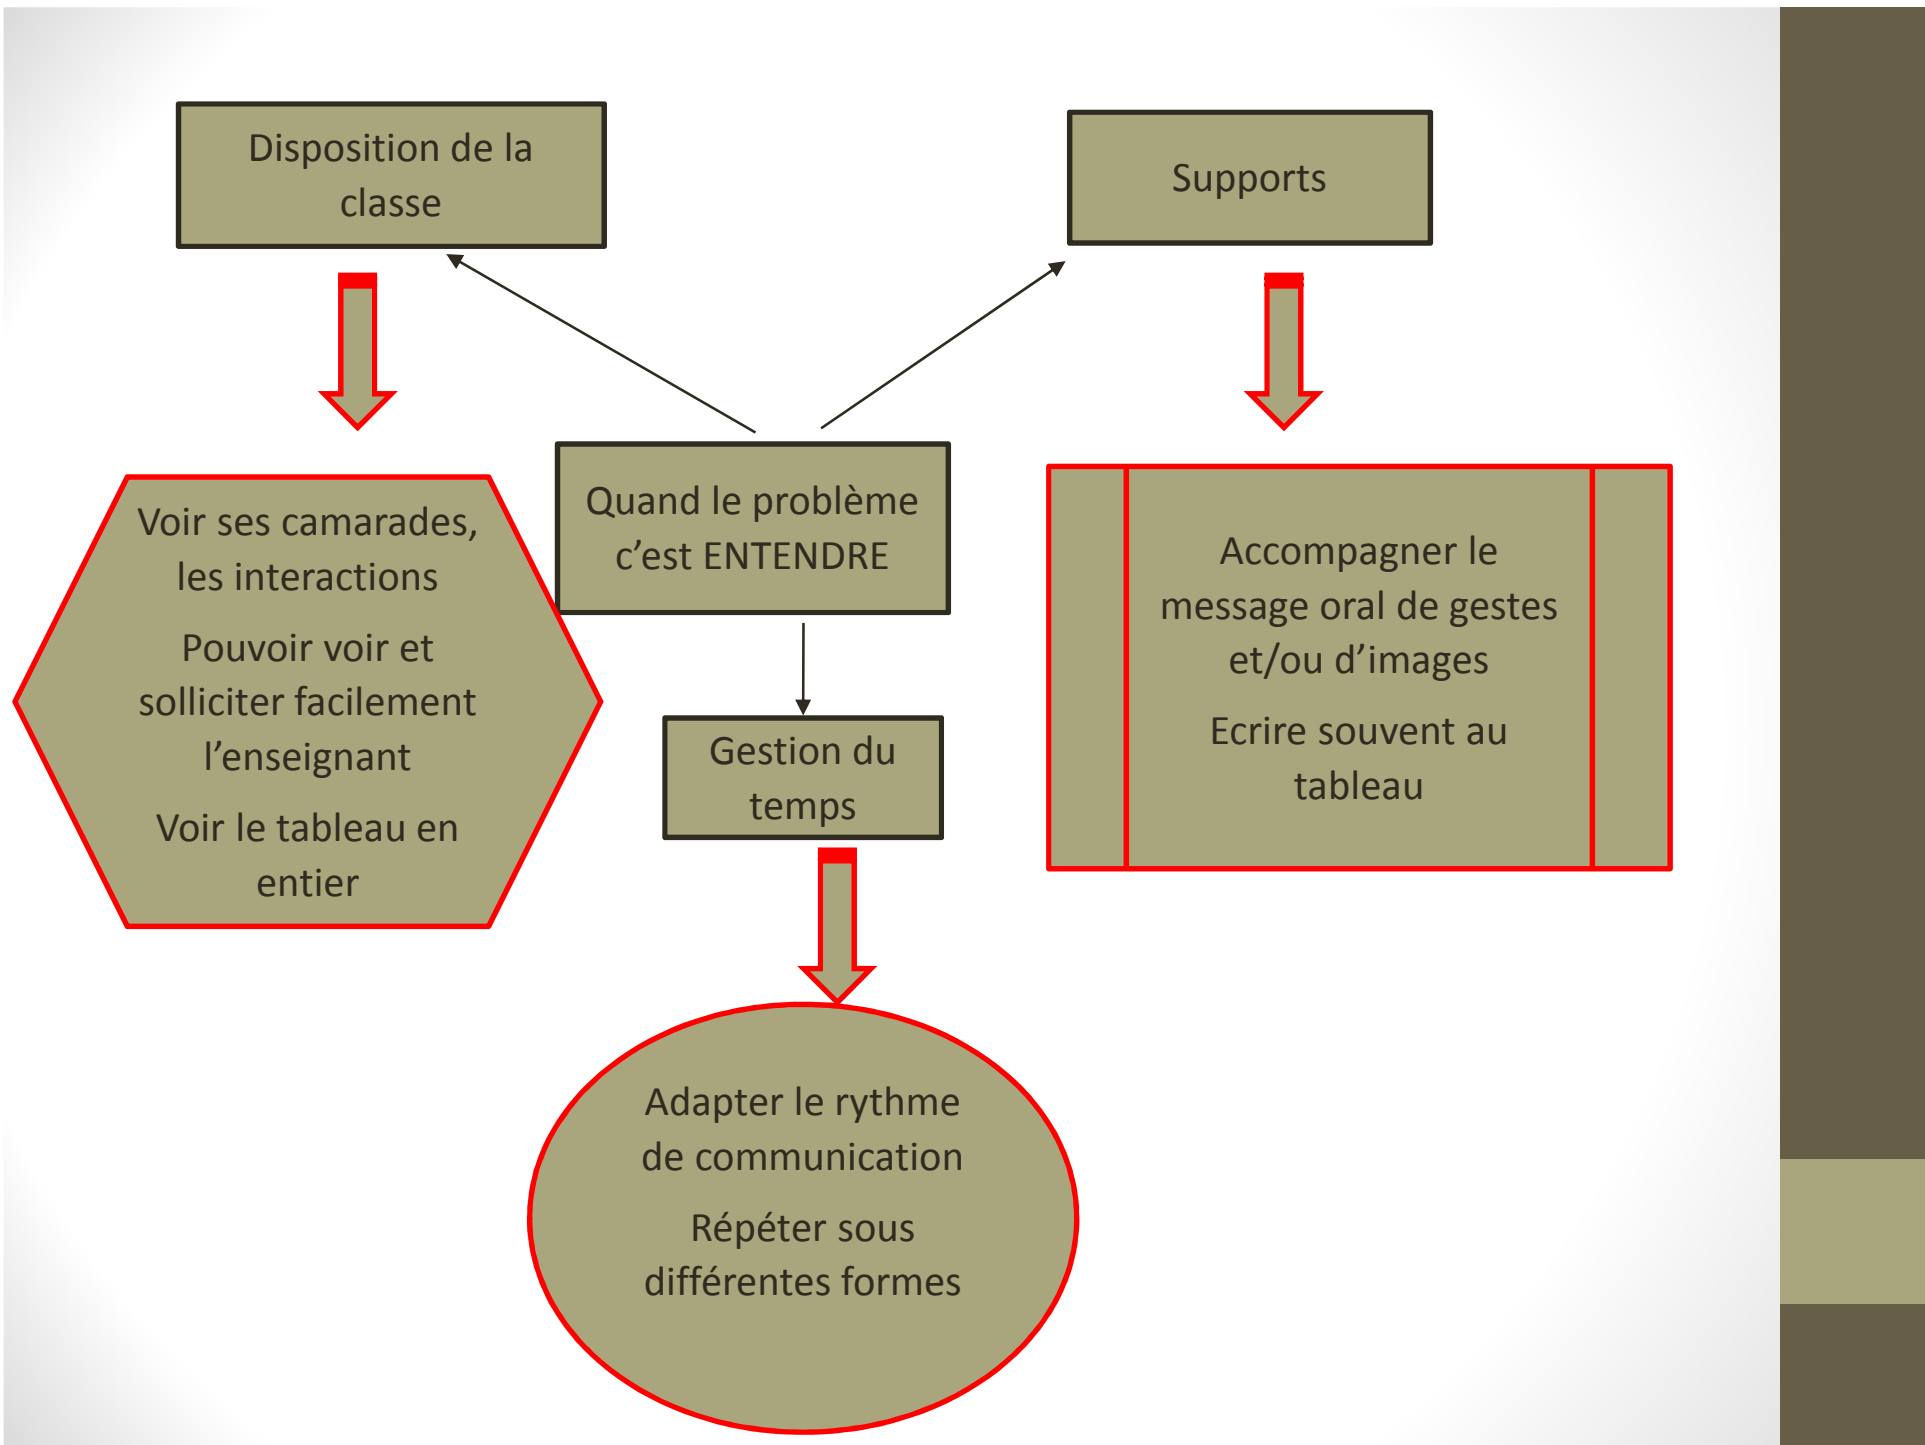 Disposition de la
classe
Supports
Quand le problème
c’est ENTENDRE
Voir ses camarades,
les interactions
Pouvoir voir et
solliciter facilement
l’enseignant
Voir le tableau en
entier
Accompagner le
message oral de gestes
et/ou d’images
Ecrire souvent au
tableau
Gestion du
temps
Adapter le rythme
de communication
Répéter sous
différentes formes